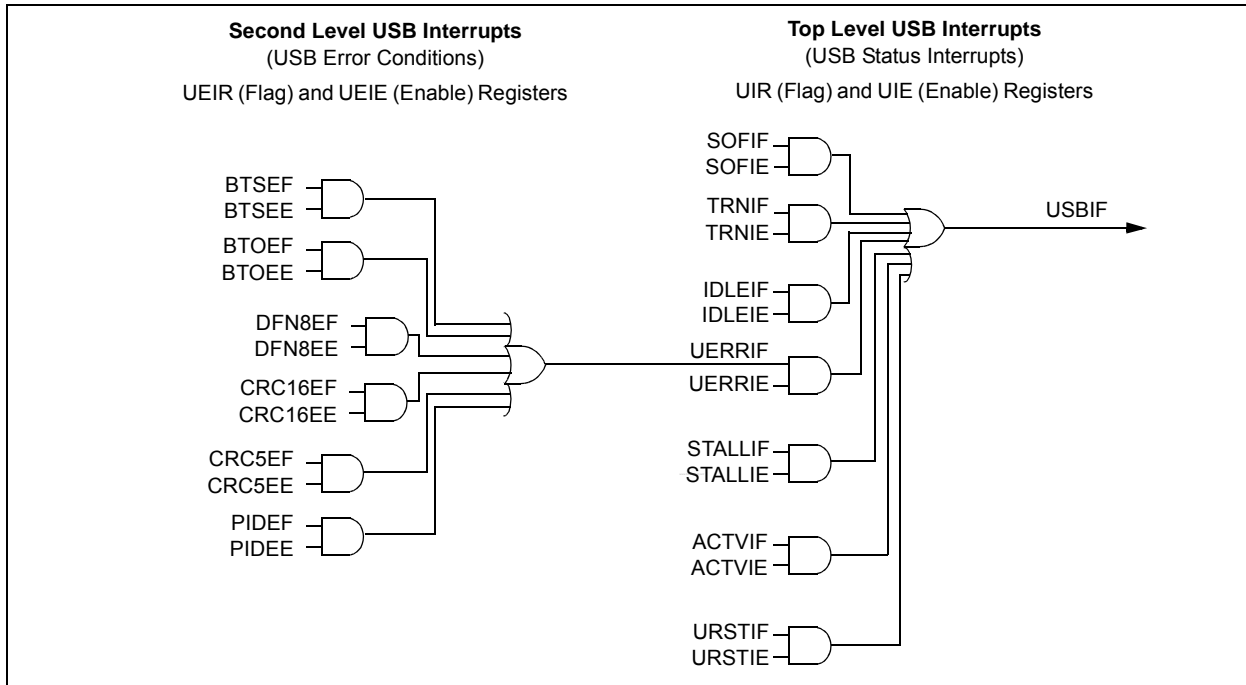 Second Level USB Interrupts
(USB Error Conditions)
UEIR (Flag) and UEIE (Enable) Registers
Top Level USB Interrupts
(USB Status Interrupts)
UIR (Flag) and UIE (Enable) Registers
BTSEF
BTSEE
BTOEF
BTOEE
DFN8EF
DFN8EE
CRC16EF
CRC16EE
CRC5EF
CRC5EE
PIDEF
PIDEE
SOFIF
SOFIE
TRNIF
TRNIE
IDLEIF
IDLEIE
UERRIF
UERRIE
STALLIF
STALLIE
ACTVIF
ACTVIE
URSTIF
URSTIE
USBIF